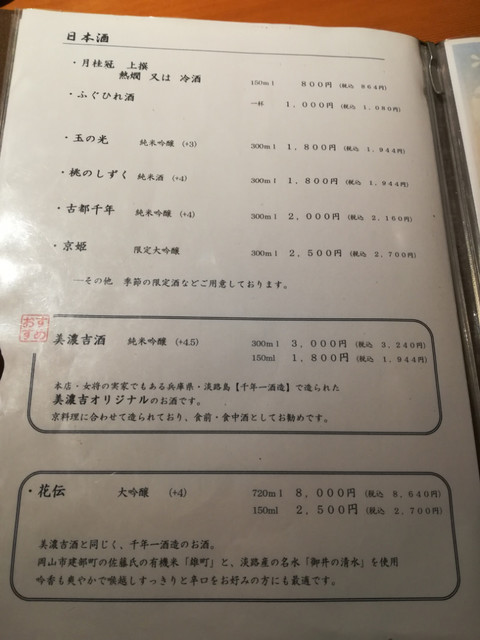 日本酒
・月桂冠 上撰
熱燗 又は 冷酒 150ml 800円 (税込 864円)
・ふぐひれ酒 一杯 1,000円 (税込 1,080円)
・玉の光 純米吟醸 (+3) 300ml 1,800円 (税込 1,944円)
・桃のしずく 純米酒 (+4) 300ml 1,800円 (税込 1,944円)
・古都千年 純米吟醸 (+4) 300ml 2,000円 (税込 2,160円)
・京姫 限定大吟醸 300ml 2,500円 (税込 2,700円)
―その他 季節の限定酒などご用意しております。
おすすめ
美濃吉酒 純米吟醸 (+4.5) 300ml 3,000円 (税込 3,240円)
150ml 1,800円 (税込 1,944円)
本店・女将の実家でもある兵庫県・淡路島【千年一酒造】で造られた
美濃吉オリジナルのお酒です。
京料理に合わせて造られており、食前・食中酒としてお勧めです。
・花伝 大吟醸 (+4) 720ml 8,000円 (税込 8,640円)
150ml 2,500円 (税込 2,700円)
美濃吉酒と同じく、千年一酒造のお酒。
岡山市建部町の佐藤氏の有機米「雄町」と、淡路産の名水「御井の清水」を使用
吟香も爽やかで喉越しすっきりと辛口をお好みの方にも最適です。